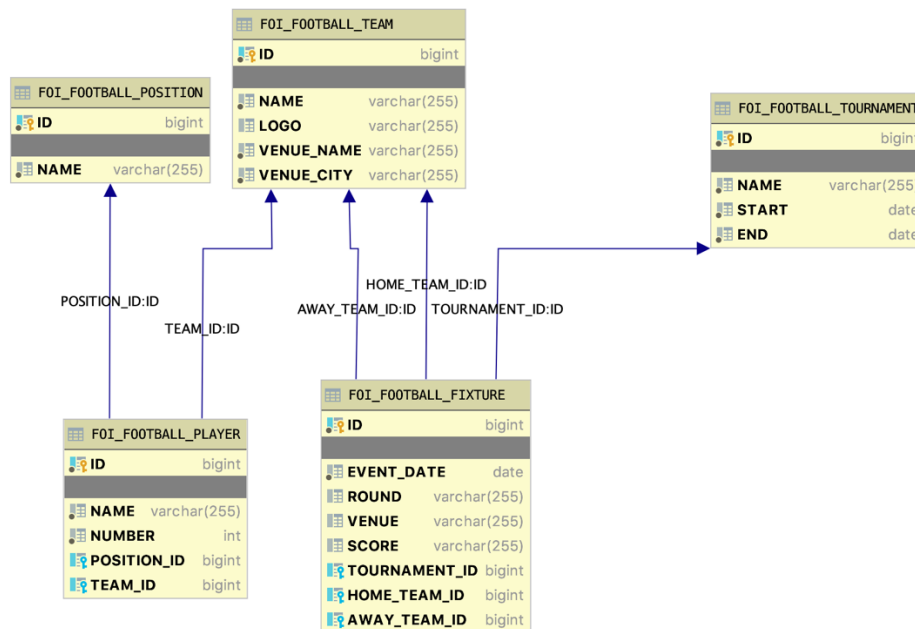 FOI_FOOTBALL_TEAM
ID bigint
NAME varchar(255)
LOGO varchar(255)
VENUE_NAME varchar(255)
VENUE_CITY varchar(255)
FOI_FOOTBALL_POSITION
ID bigint
NAME varchar(255)
FOI_FOOTBALL_TOURNAMENT
ID bigint
NAME varchar(255)
START date
END date
POSITION_ID:ID
TEAM_ID:ID
HOME_TEAM_ID:ID
AWAY_TEAM_ID:ID
TOURNAMENT_ID:ID
FOI_FOOTBALL_PLAYER
ID bigint
NAME varchar(255)
NUMBER int
POSITION_ID bigint
TEAM_ID bigint
FOI_FOOTBALL_FIXTURE
ID bigint
EVENT_DATE date
ROUND varchar(255)
VENUE varchar(255)
SCORE varchar(255)
TOURNAMENT_ID bigint
HOME_TEAM_ID bigint
AWAY_TEAM_ID bigint